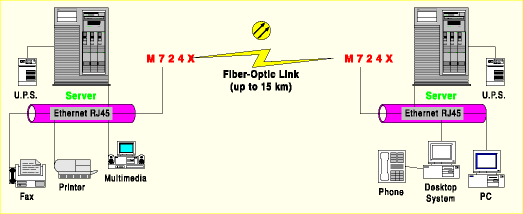 M724X
M724X
Fiber-Optic Link
(up to 15 km)
U.P.S.
Server
Ethernet RJ45
Fax
Printer
Multimedia
Server
U.P.S.
Ethernet RJ45
Phone
Desktop
System
PC